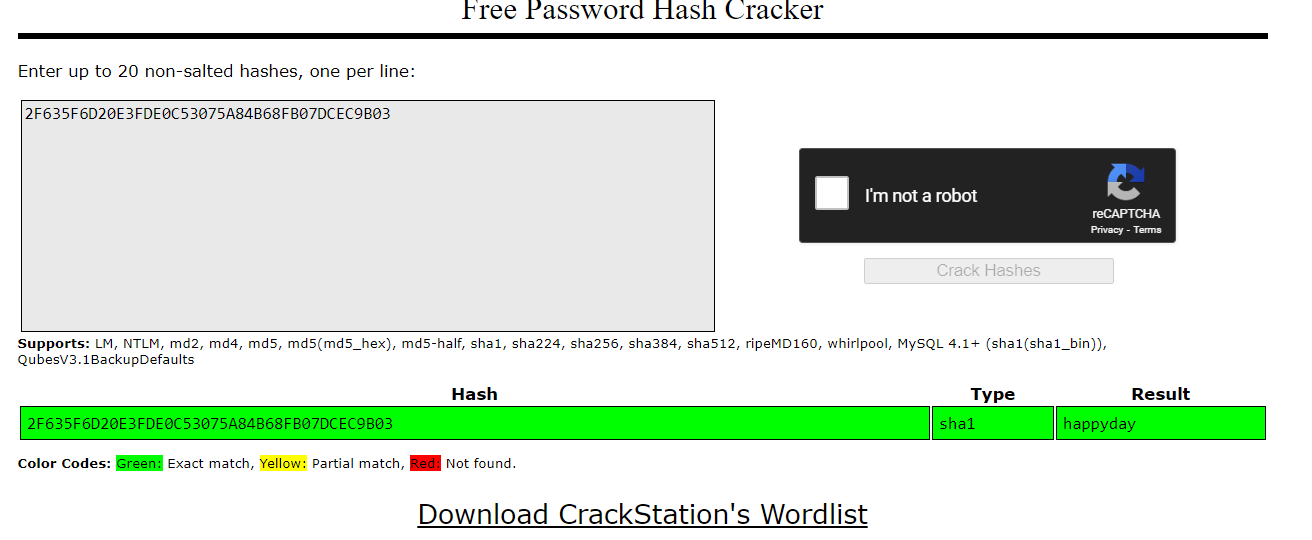 Free Password Hash Cracker
Enter up to 20 non-salted hashes, one per line:
2F635F6D20E3FDE0C53075A84B68FB07DCEC9B03
I'm not a robot
reCAPTCHA
Privacy - Terms
Crack Hashes
Supports: LM, NTLM, md2, md4, md5, md5(md5_hex), md5-half, sha1, sha224, sha256, sha384, sha512, ripeMD160, whirlpool, MySQL 4.1+ (sha1(sha1_bin)),
QubesV3.1BackupDefaults
Hash Type Result
2F635F6D20E3FDE0C53075A84B68FB07DCEC9B03 sha1 happyday
Color Codes: Green: Exact match, Yellow: Partial match, Red: Not found.
Download CrackStation's Wordlist